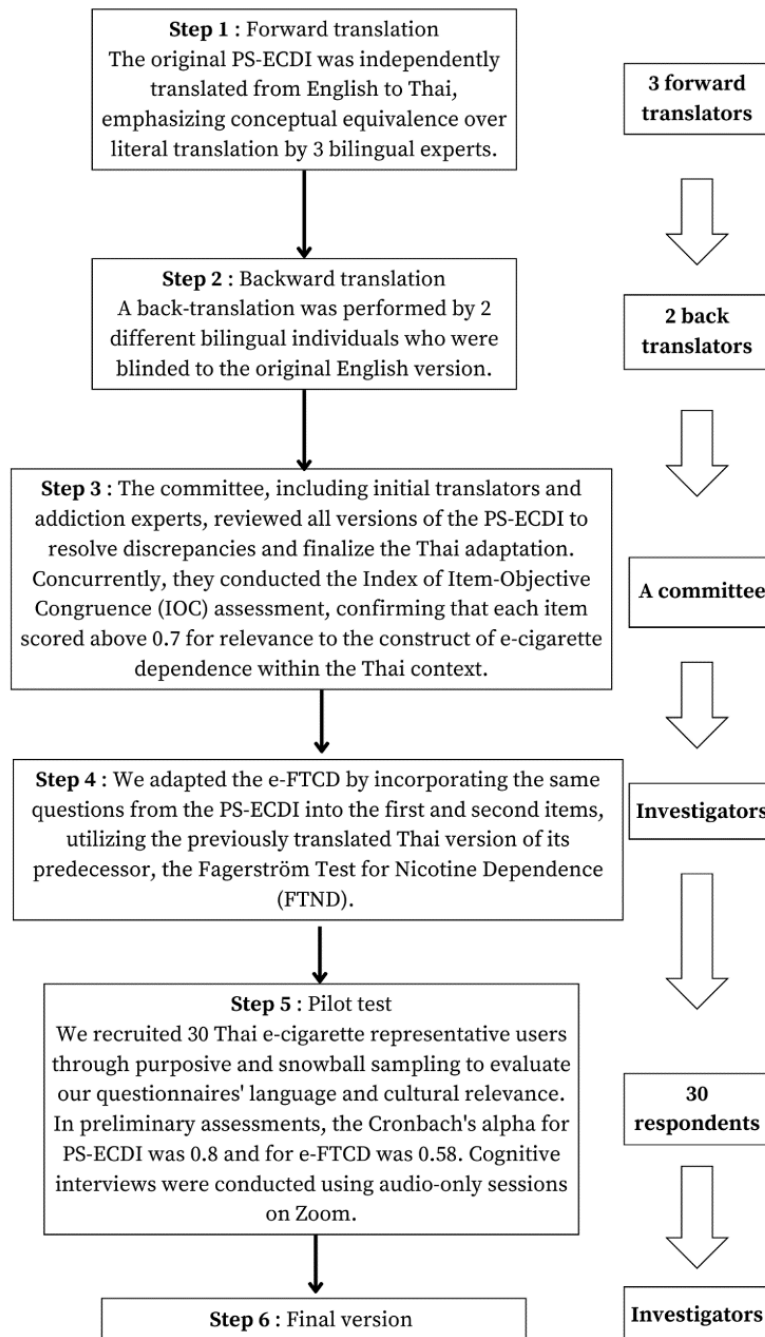 Step 1 : Forward translation
The original PS-ECDI was independently
translated from English to Thai,
emphasizing conceptual equivalence over
literal translation by 3 bilingual experts.
3 forward
translators
Step 2 : Backward translation
A back-translation was performed by 2
different bilingual individuals who were
blinded to the original English version.
2 back
translators
Step 3 : The committee, including initial translators and
addiction experts, reviewed all versions of the PS-ECDI to
resolve discrepancies and finalize the Thai adaptation.
Concurrently, they conducted the Index of Item-Objective
Congruence (IOC) assessment, confirming that each item
scored above 0.7 for relevance to the construct of e-cigarette
dependence within the Thai context.
A committee
Step 4 : We adapted the e-FTCD by incorporating the same
questions from the PS-ECDI into the first and second items,
utilizing the previously translated Thai version of its
predecessor, the Fagerström Test for Nicotine Dependence
(FTND).
Investigators
Step 5 : Pilot test
We recruited 30 Thai e-cigarette representative users
through purposive and snowball sampling to evaluate
our questionnaires' language and cultural relevance.
In preliminary assessments, the Cronbach's alpha for
PS-ECDI was 0.8 and for e-FTCD was 0.58. Cognitive
interviews were conducted using audio-only sessions
on Zoom.
30
respondents
Step 6 : Final version
Investigators